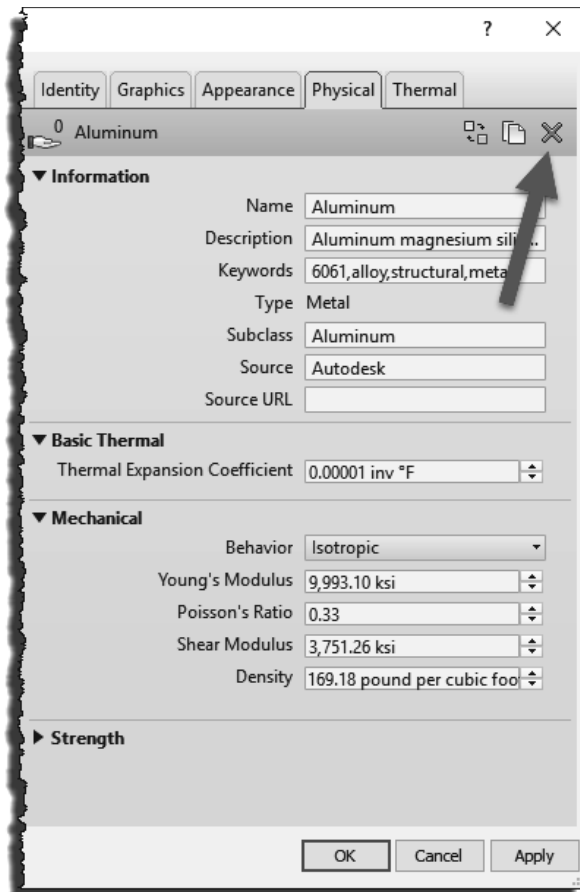 ?
Identity Graphics Appearance Physical Thermal
0 Aluminum
Information
Name Aluminum
Description Aluminum magnesium sili...
Keywords 6061,alloy,structural,meta
Type Metal
Subclass Aluminum
Source Autodesk
Source URL
Basic Thermal
Thermal Expansion Coefficient 0.00001 inv °F
Mechanical
Behavior Isotropic
Young's Modulus 9,993.10 ksi
Poisson's Ratio 0.33
Shear Modulus 3,751.26 ksi
Density 169.18 pound per cubic foo
Strength
OK Cancel Apply